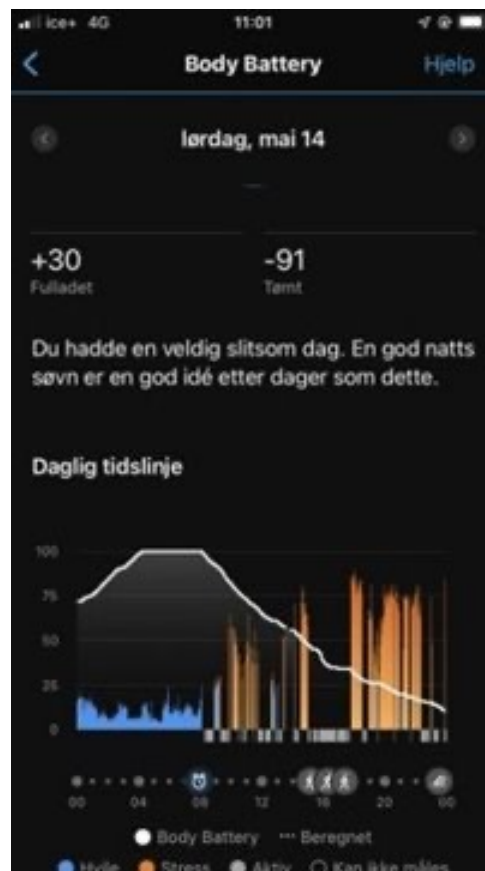 ice+ 4G 11:01
Body Battery Hjelp
lørdag, mai 14
+30 -91
Fulladet Tømt
Du hadde en veldig slitsom dag. En god natts
søvn er en god idé etter dager som dette.
Daglig tidslinje
100
75
50
25
0
00 04 08 12 16 20 00
Body Battery Beregnet
Hvile Stress Aktiv Kan ikke måles